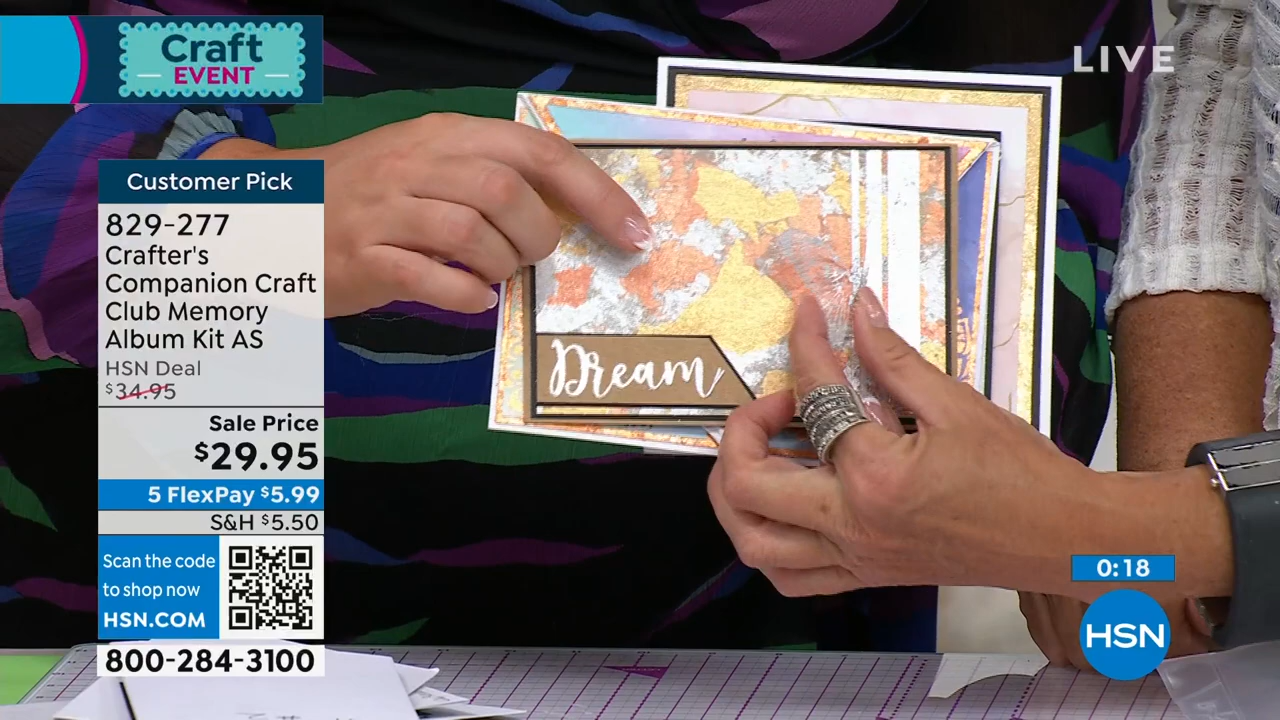 Craft
EVENT
LIVE
Customer Pick
829-277
Crafter's
Companion Craft
Club Memory
Album Kit AS
HSN Deal
$34.95
Sale Price
$29.95
5 FlexPay $5.99
S&H $5.50
Scan the code
to shop now
HSN.COM
800-284-3100
Dream
0:18
HSN